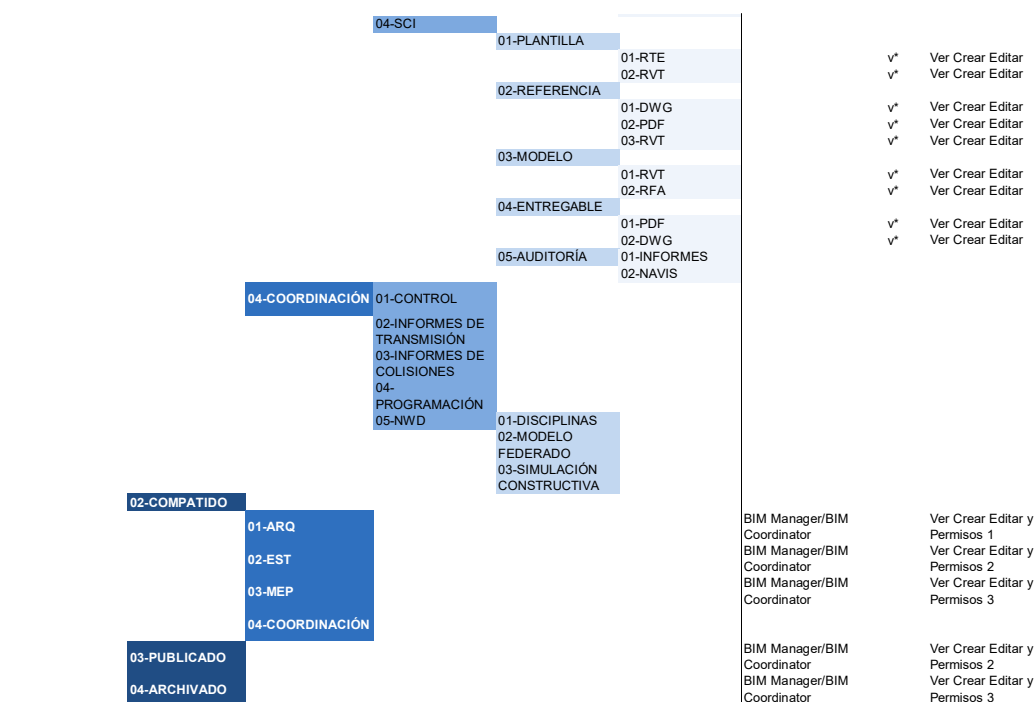 04-SCI
01-PLANTILLA
01-RTE v* Ver Crear Editar
02-RVT v* Ver Crear Editar
02-REFERENCIA
01-DWG v* Ver Crear Editar
02-PDF v* Ver Crear Editar
03-RVT v* Ver Crear Editar
03-MODELO
01-RVT v* Ver Crear Editar
02-RFA v* Ver Crear Editar
04-ENTREGABLE
01-PDF v* Ver Crear Editar
02-DWG v* Ver Crear Editar
05-AUDITORÍA 01-INFORMES
02-NAVIS
04-COORDINACIÓN 01-CONTROL
02-INFORMES DE
TRANSMISIÓN
03-INFORMES DE
COLISIONES
04-
PROGRAMACIÓN
05-NWD 01-DISCIPLINAS
02-MODELO
FEDERADO
03-SIMULACIÓN
CONSTRUCTIVA
02-COMPATIDO
01-ARQ
BIM Manager/BIM Ver Crear Editar y
Coordinator Permisos 1
02-EST
BIM Manager/BIM Ver Crear Editar y
Coordinator Permisos 2
03-MEP
BIM Manager/BIM Ver Crear Editar y
Coordinator Permisos 3
04-COORDINACIÓN
03-PUBLICADO
BIM Manager/BIM Ver Crear Editar y
Coordinator Permisos 2
04-ARCHIVADO
BIM Manager/BIM Ver Crear Editar y
Coordinator Permisos 3